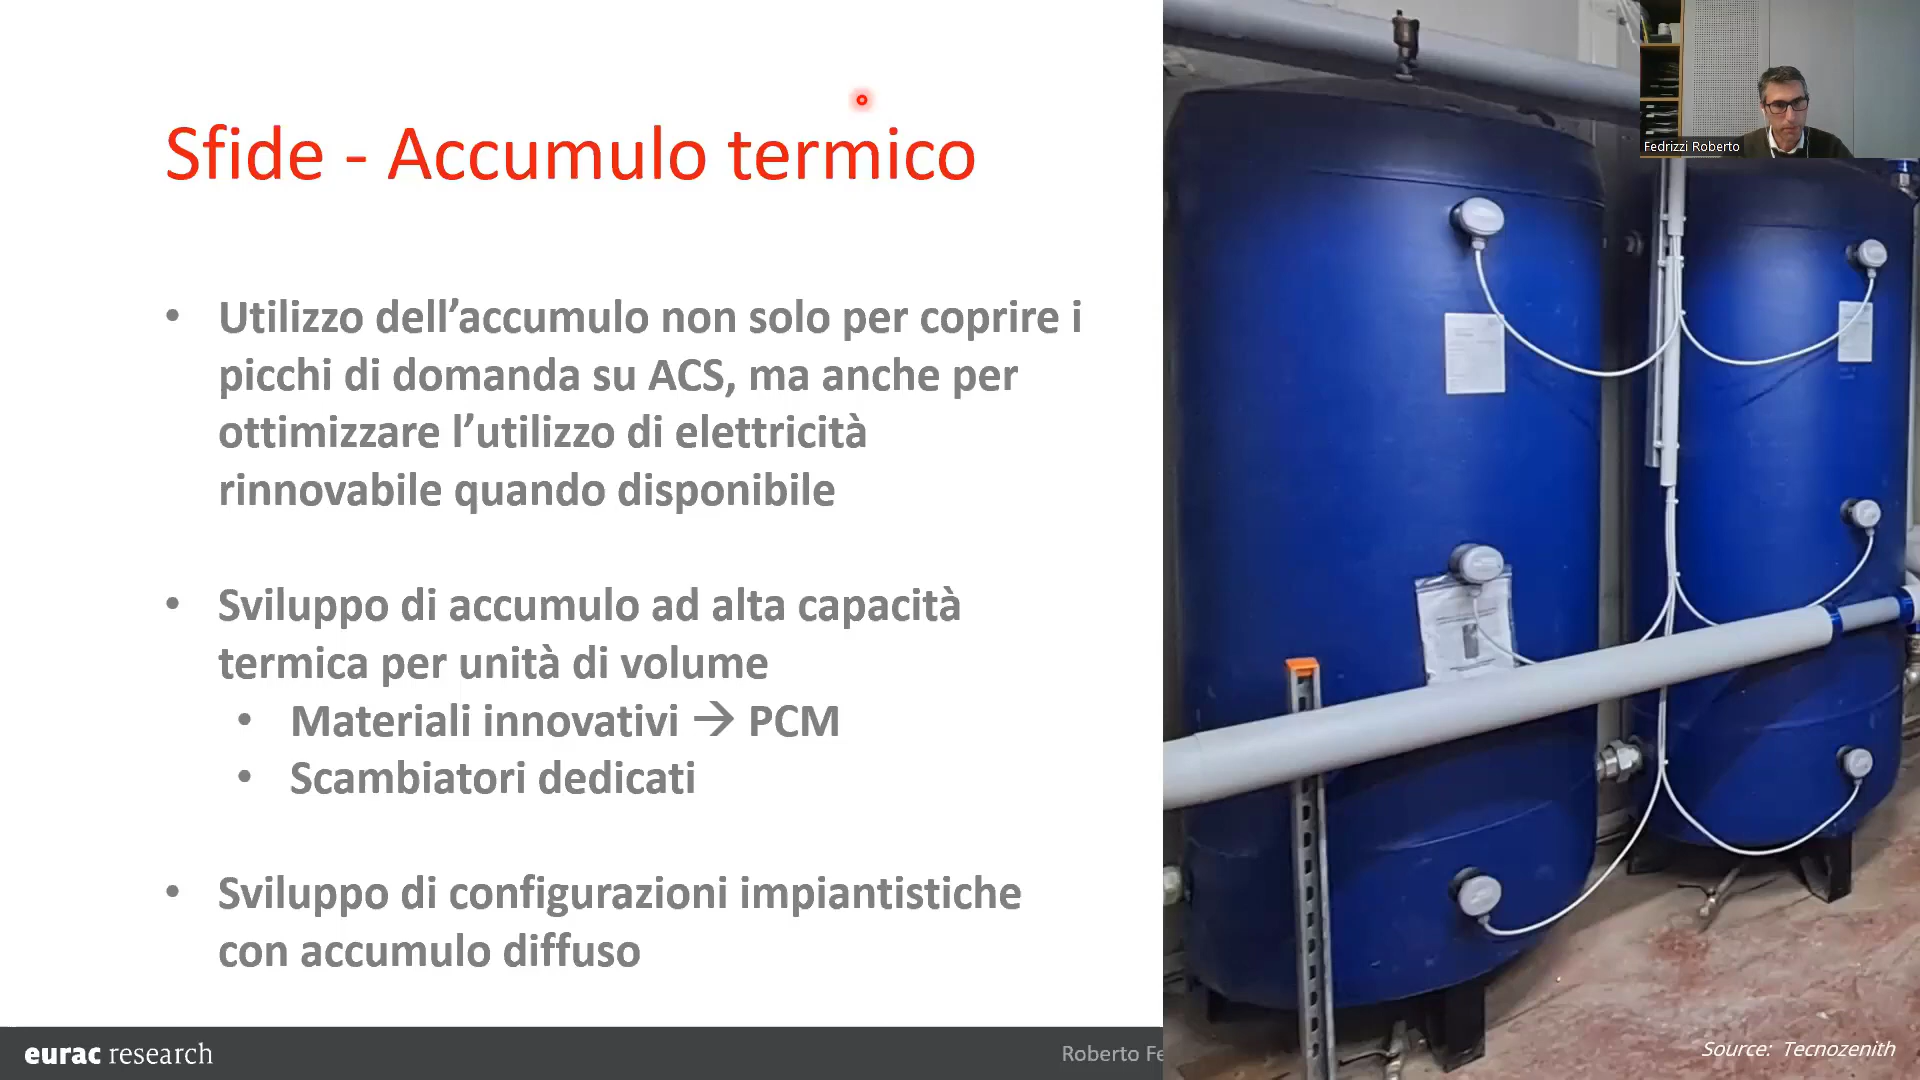 Sfide - Accumulo termico
• Utilizzo dell’accumulo non solo per coprire i
picchi di domanda su ACS, ma anche per
ottimizzare l’utilizzo di elettricità
rinnovabile quando disponibile
• Sviluppo di accumulo ad alta capacità
termica per unità di volume
• Materiali innovativi → PCM
• Scambiatori dedicati
• Sviluppo di configurazioni impiantistiche
con accumulo diffuso
eurac research
Roberto Fe
Fedrizzi Roberto
Source: Tecnozenith